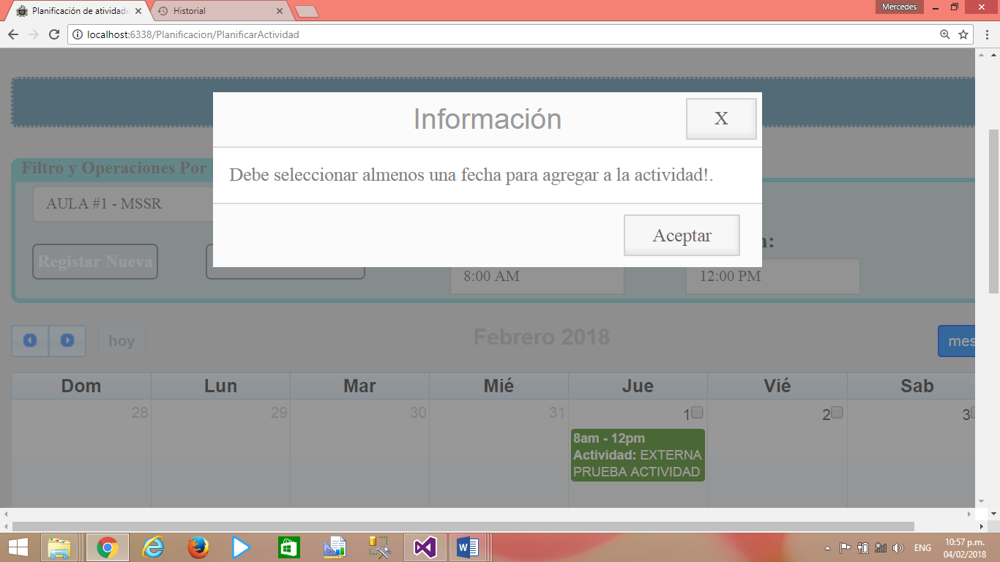 Planificación de atividade
Historial
Mercedes
localhost:6338/Planificacion/PlanificarActividad
Información
X
Debe seleccionar almenos una fecha para agregar a la actividad!.
Aceptar
Filtro y Operaciones Por
AULA #1 - MSSR
Registar Nueva
8:00 AM
12:00 PM
hoy
Febrero 2018
mes
Dom Lun Mar Mié Jue Vié Sab
28 29 30 31 1 2 3
8am - 12pm
Actividad: EXTERNA
PRUEBA ACTIVIDAD
ENG
10:57 p.m.
04/02/2018